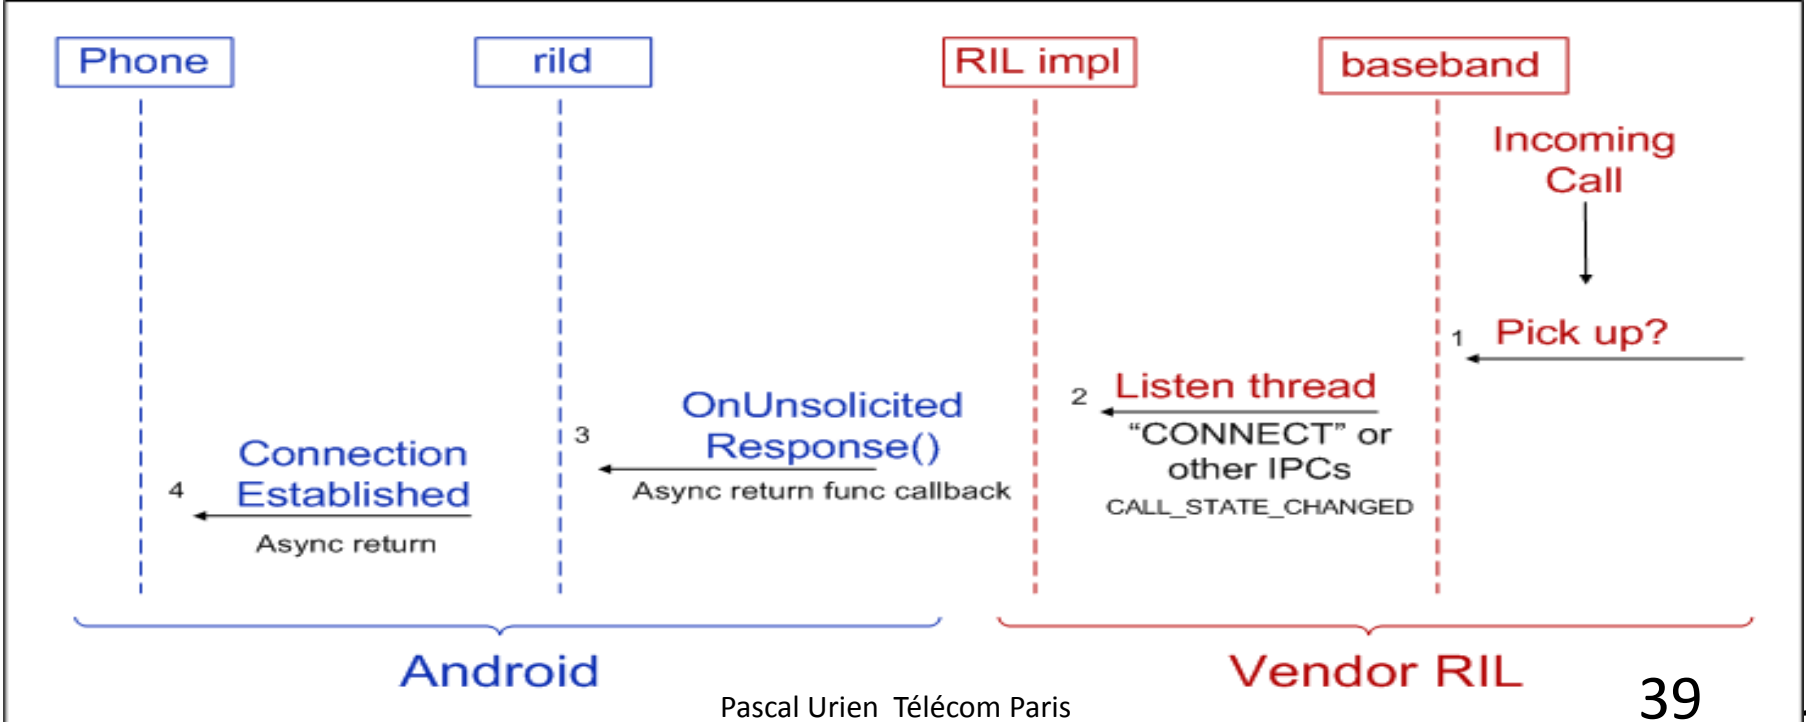 Phone
rild
RIL impl
baseband
Incoming
Call
1
Pick up?
2
Listen thread
“CONNECT” or
other IPCs
CALL_STATE_CHANGED
3
OnUnsolicited
Response()
Async return func callback
4
Connection
Established
Async return
Android
Vendor RIL
Pascal Urien Télécom Paris
39